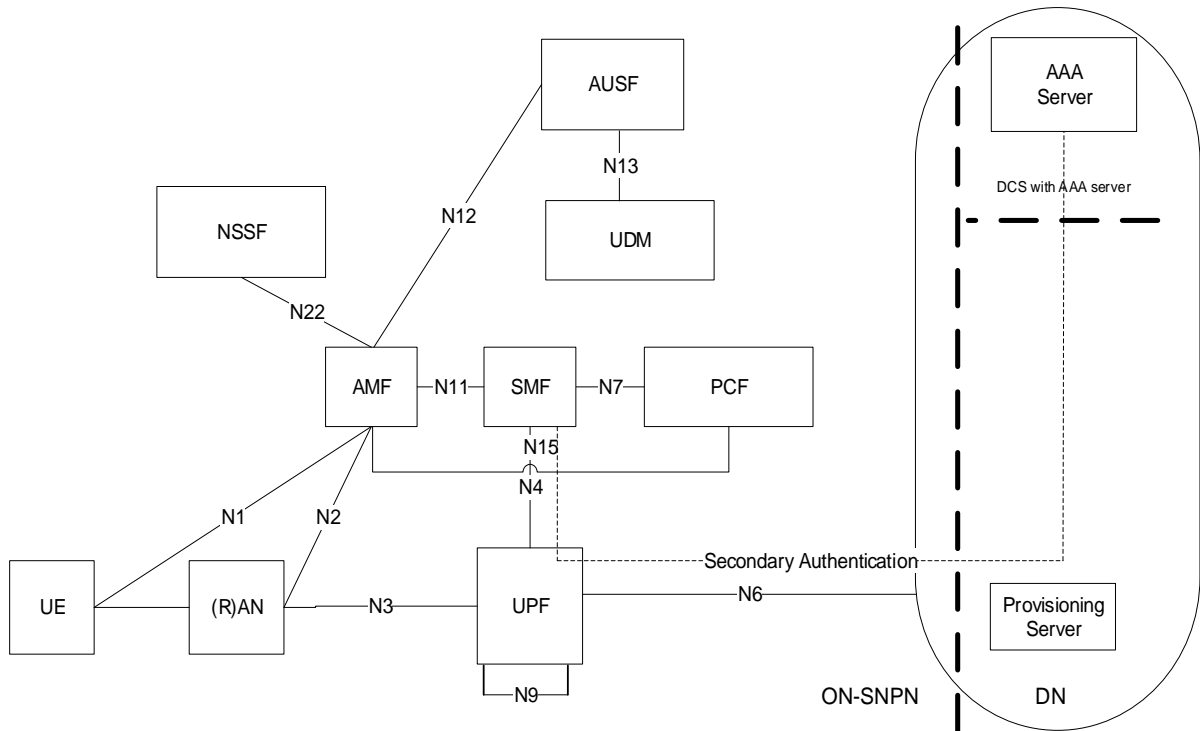 AUSF
AAA
Server
N13
DCS with AAA server
N12
NSSF
UDM
N22
AMF
N11
SMF
N7
PCF
N15
N4
N1
N2
Secondary Authentication
UE
(R)AN
N3
UPF
N6
Provisioning
Server
N9
ON-SNPN
DN